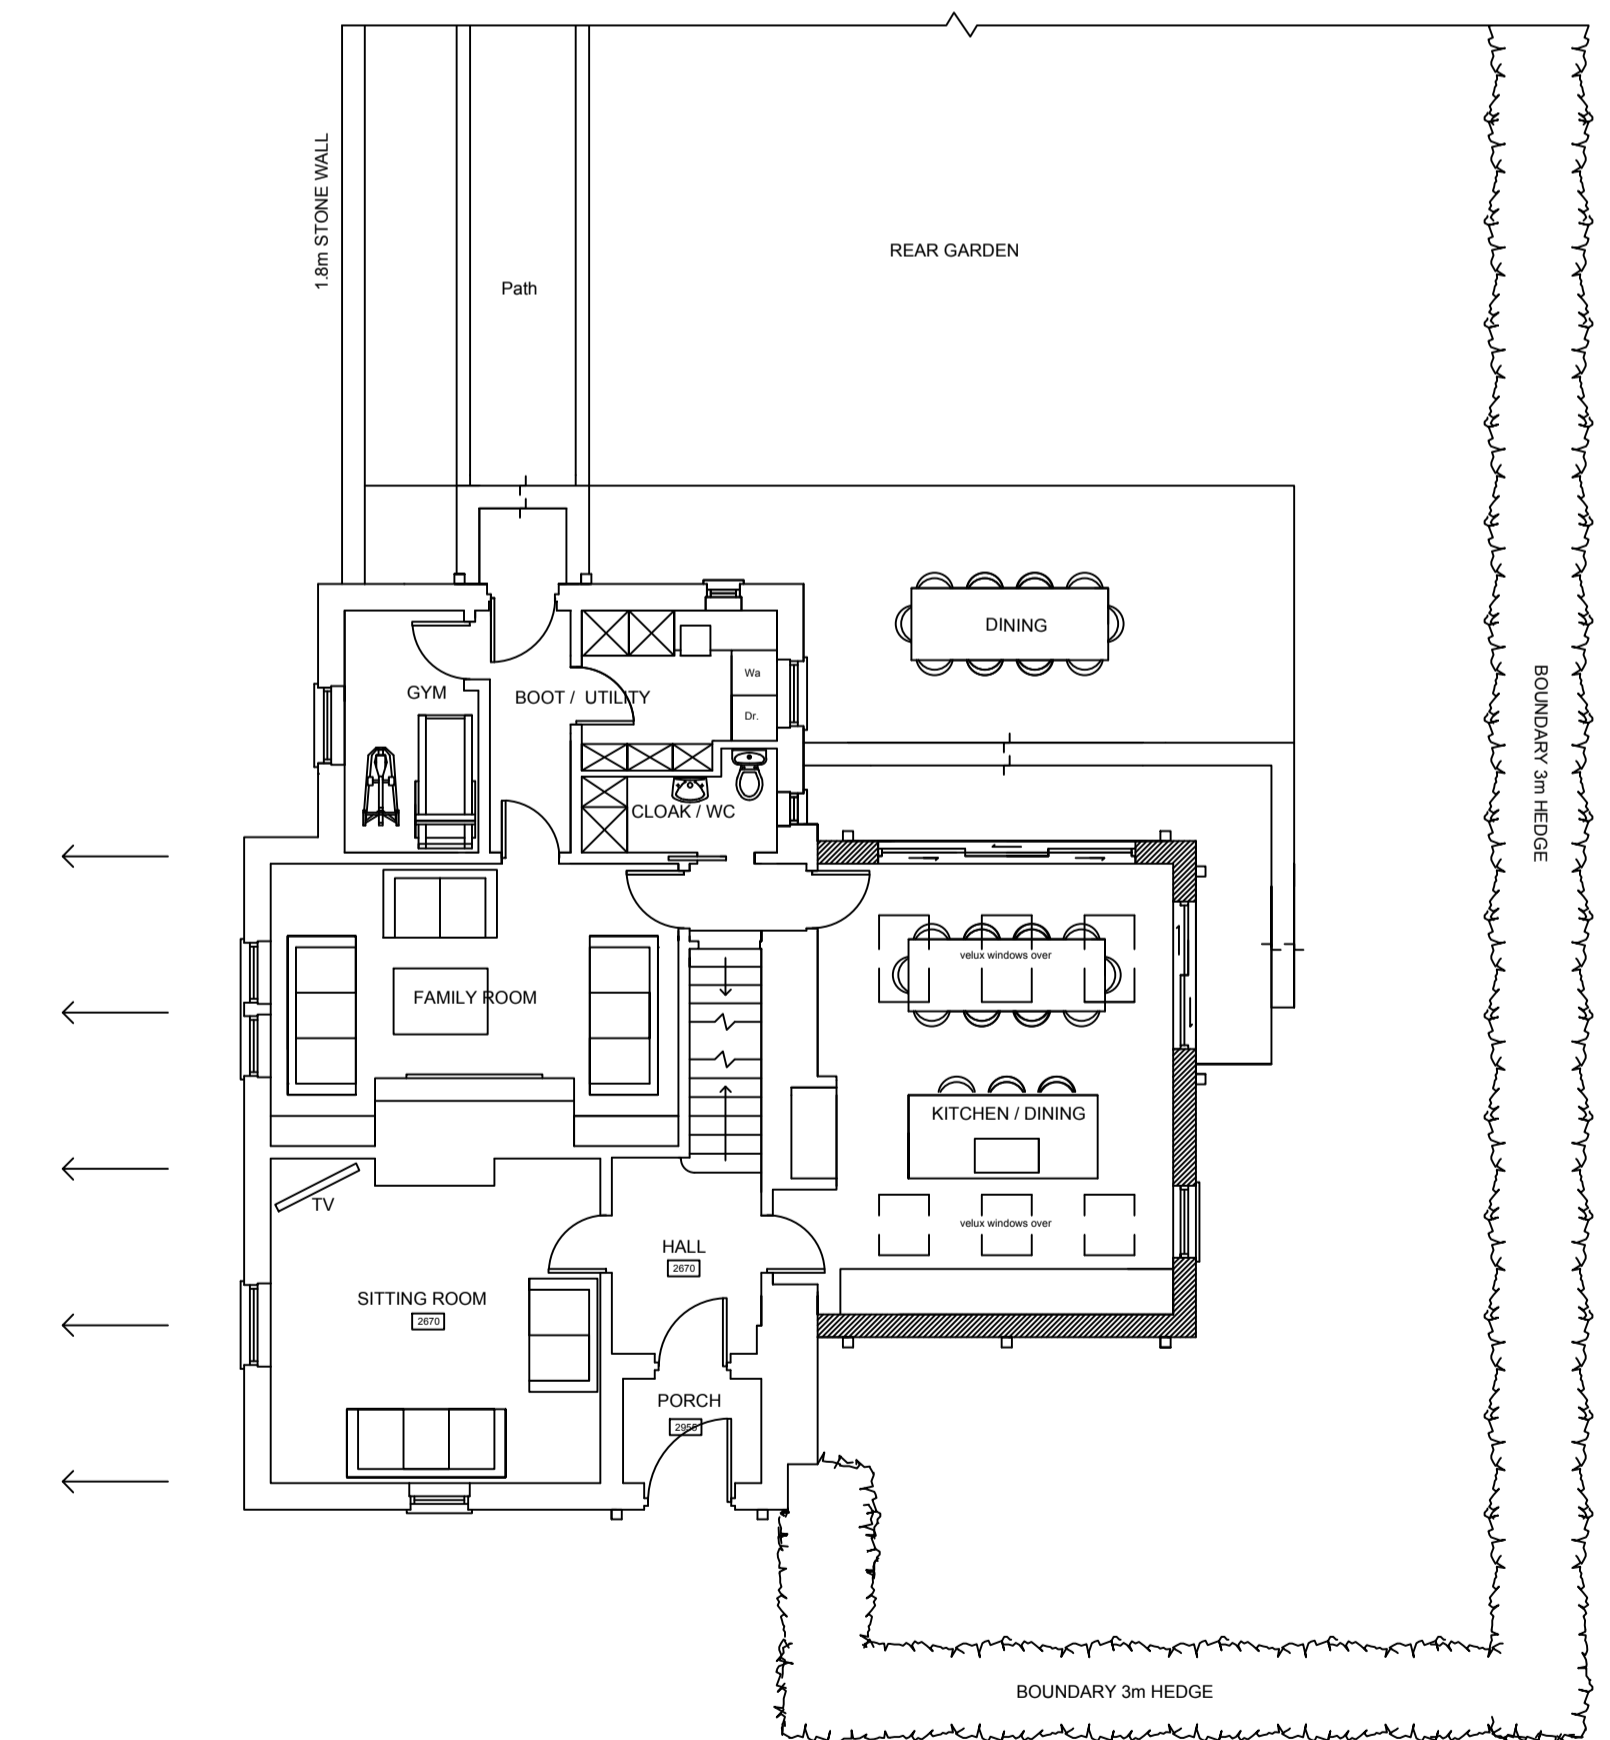 1.8m STONE WALL
REAR GARDEN
Path
DINING
BOUNDARY 3m HEDGE
GYM
BOOT / UTILITY
Wa
Dr.
CLOAK / WC
velux windows over
FAMILY ROOM
KITCHEN / DINING
TV
velux windows over
HALL
2670
SITTING ROOM
2670
PORCH
2955
BOUNDARY 3m HEDGE